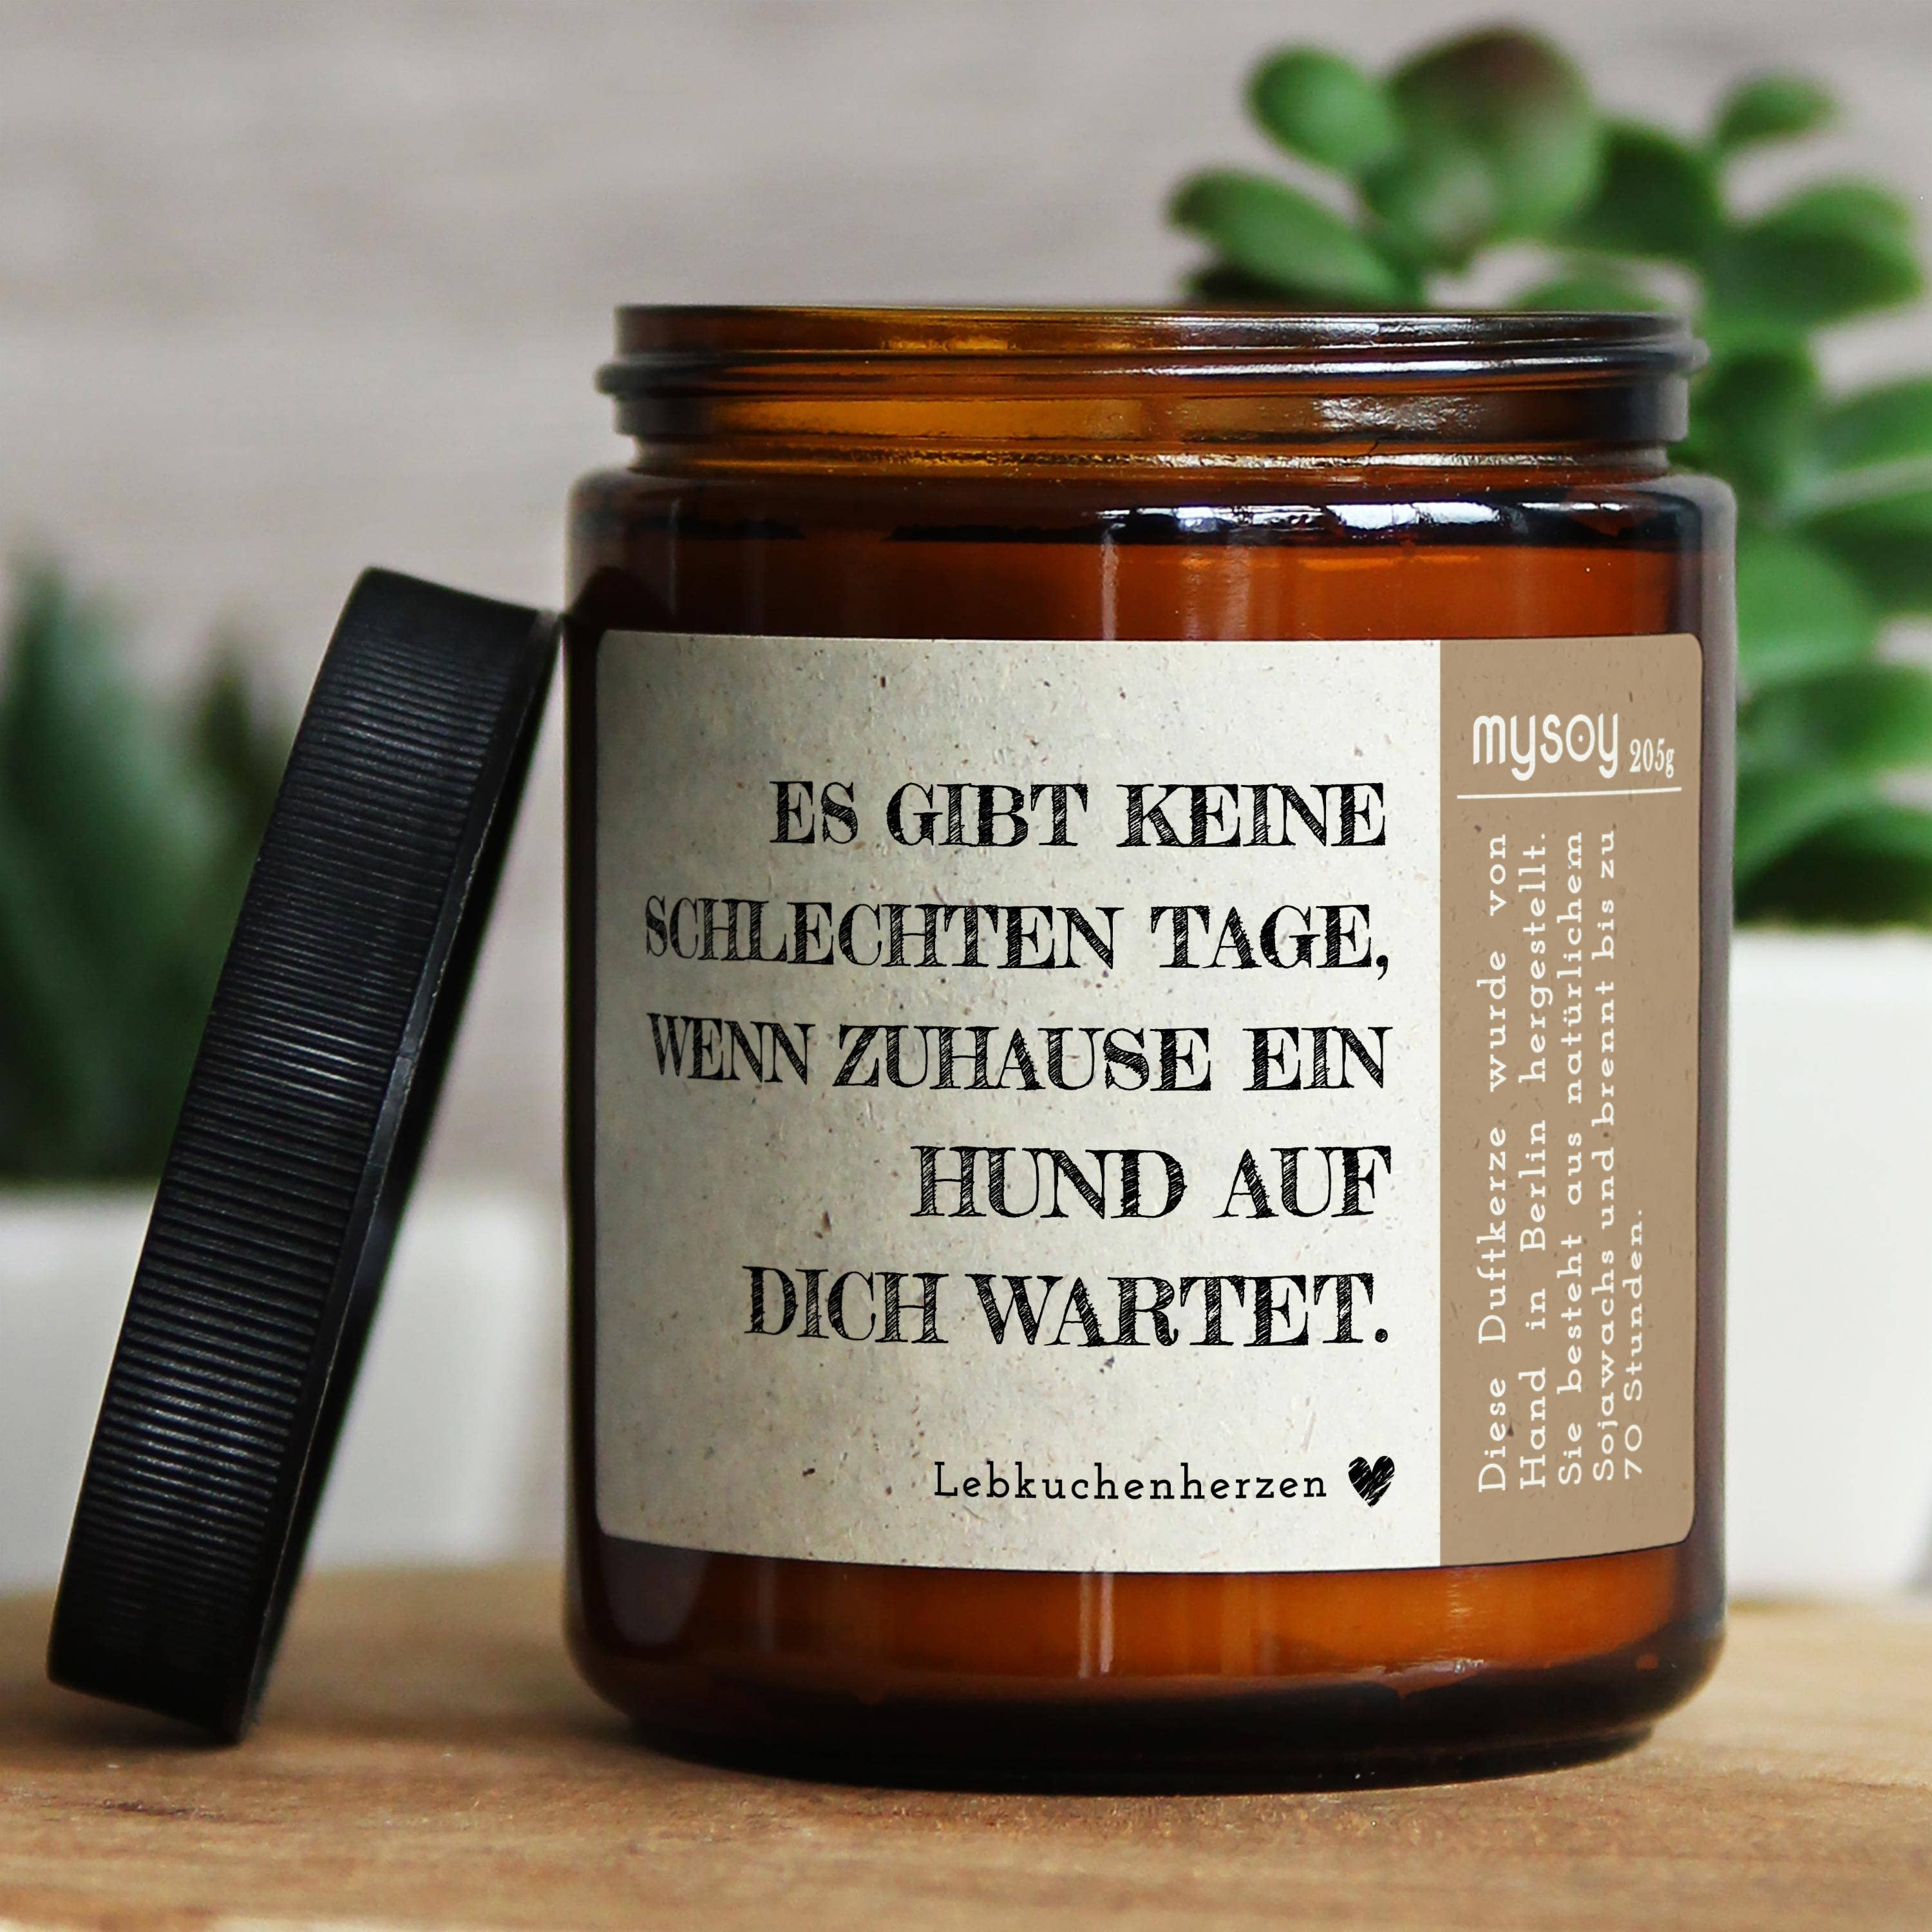 ES GIBT KEINE
SCHLECHTEN TAGE,
WENN ZUHAUSE EIN
HUND AUF
DICH WARTET.
Lebkuchenherzen
mysoy 205g
Diese Duftkerze wurde von
Hand in Berlin hergestellt.
Sie besteht aus natürlichem
Sojawachs und brennt bis zu
70 Stunden.